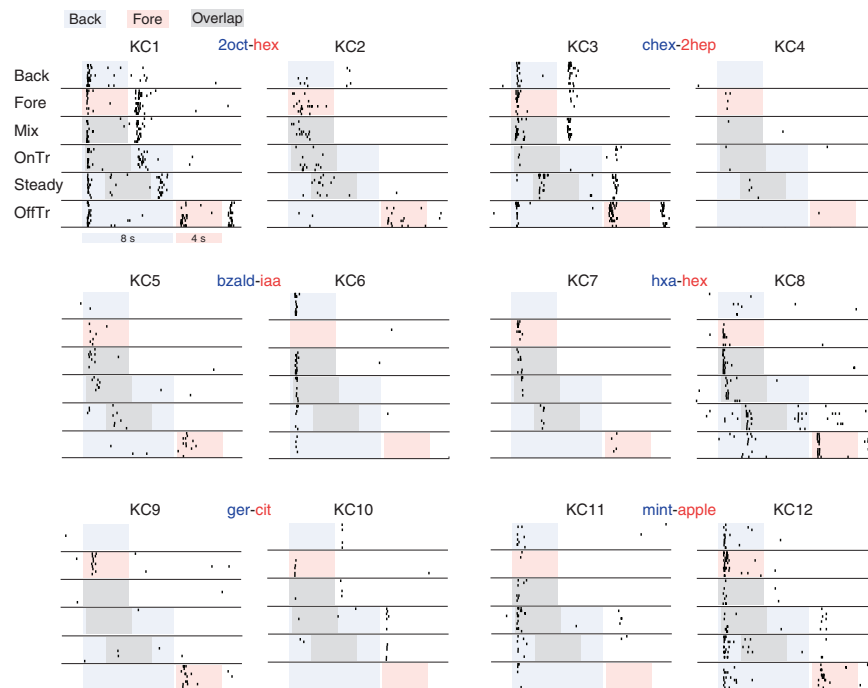 Back Fore Overlap
KC1 2oct-hex KC2 KC3 chex-2hep KC4
Back
Fore
Mix
OnTr
Steady
OffTr
8 s 4 s
KC5 bzald-iaa KC6 KC7 hxa-hex KC8
KC9 ger-cit KC10 KC11 mint-apple KC12